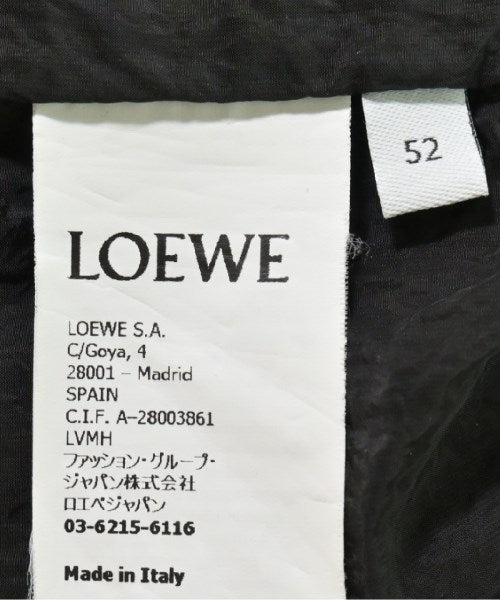 52
LOEWE
LOEWE S.A.
C/Goya, 4
28001 – Madrid
SPAIN
C.I.F. A-28003861
LVMH
ファッション・グループ・
ジャパン株式会社
ロエベジャパン
03-6215-6116
Made in Italy